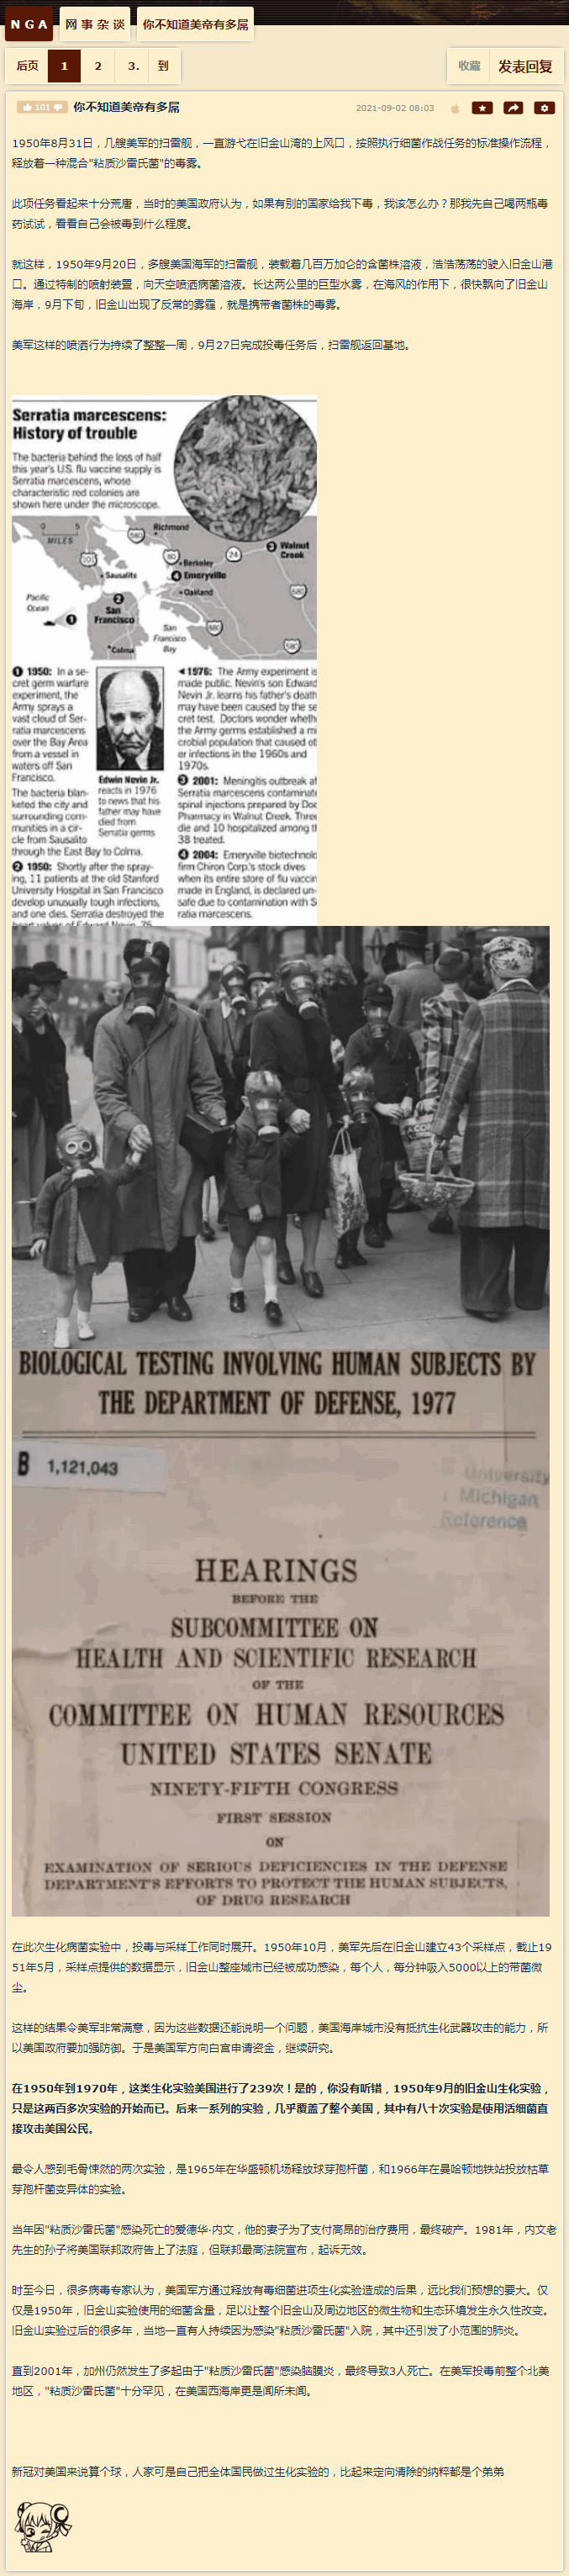 NGA 网事杂谈 你不知道美帝有多屌
后页 1 2 3. 到 收藏 发表回复
101 你不知道美帝有多屌 2021-09-02 08:03
1950年8月31日，几艘美军的扫雷舰，一直游弋在旧金山湾的上风口，按照执行细菌作战任务的标准操作流程，
释放着一种混合"粘质沙雷氏菌"的毒雾。
此项任务看起来十分荒唐，当时的美国政府认为，如果有别的国家给我下毒，我该怎么办？那我先自己喝两瓶毒
药试试，看看自己会被毒到什么程度。
就这样，1950年9月20日，多艘美国海军的扫雷舰，装载着几百万加仑的含菌株溶液，浩浩荡荡的驶入旧金山港
口。通过特制的喷射装置，向天空喷洒病菌溶液。长达两公里的巨型水雾，在海风的作用下，很快飘向了旧金山
海岸，9月下旬，旧金山出现了反常的雾霾，就是携带者菌株的毒雾。
美军这样的喷洒行为持续了整整一周，9月27日完成投毒任务后，扫雷舰返回基地。
Serratia marcescens:
History of trouble
The bacteria behind the loss of half
this year's U.S. flu vaccine supply is
Serratia marcescens, whose
characteristic red colonies are
shown here under the microscope.
0 5
MILES
Richmond
580
101
80
24
3 Walnut
Creek
Berkeley
Sausalito
4 Emeryville
Oakland
680
Pacific
Ocean
1
2
San
Francisco
San
Francisco
Bay
880
580
Colma
1 1950: In a se-
cret germ warfare
experiment, the
Army sprays a
vast cloud of Ser-
ratia marcescens
over the Bay Area
from a vessel in
waters off San
Francisco.
The bacteria blan-
keted the city and
surrounding com-
munities in a cir-
cle from Sausalito
through the East Bay to Colma.
2 1950: Shortly after the spray-
ing, 11 patients at the old Stanford
University Hospital in San Francisco
develop unusually tough infections,
and one dies. Serratia destroyed the
heart valves of Edward Nevin, 75
Edwin Nevin Jr.
reacts in 1976
to news that his
father may have
died from
Serratia germs
1976: The Army experiment is
made public. Nevin's son Edward
Nevin Jr. learns his father's death
may have been caused by the se
cret test. Doctors wonder wheth
the Army germs established a mi
crobial population that caused ot
er infections in the 1960s and
1970s.
3 2001: Meningitis outbreak af
Serratia marcescens contaminate
spinal injections prepared by Doc
Pharmacy in Walnut Creek. Three
die and 10 hospitalized among th
38 treated.
4 2004: Emeryville biotechnolo
firm Chiron Corp.'s stock dives
when its entire store of flu vaccin
made in England, is declared un-
safe due to contamination with S
ratia marcescens.
BIOLOGICAL TESTING INVOLVING HUMAN SUBJECTS BY
THE DEPARTMENT OF DEFENSE, 1977
B 1,121,043
University
Michigan
Reference
HEARINGS
BEFORE THE
SUBCOMMITTEE ON
HEALTH AND SCIENTIFIC RESEARCH
OF THE
COMMITTEE ON HUMAN RESOURCES
UNITED STATES SENATE
NINETY-FIFTH CONGRESS
FIRST SESSION
ON
EXAMINATION OF SERIOUS DEFICIENCIES IN THE DEFENSE
DEPARTMENT'S EFFORTS TO PROTECT THE HUMAN SUBJECTS,
OF DRUG RESEARCH
在此次生化病菌实验中，投毒与采样工作同时展开。1950年10月，美军先后在旧金山建立43个采样点，截止19
51年5月，采样点提供的数据显示，旧金山整座城市已经被成功感染，每个人，每分钟吸入5000以上的带菌微
尘。
这样的结果令美军非常满意，因为这些数据还能说明一个问题，美国海岸城市没有抵抗生化武器攻击的能力，所
以美国政府要加强防御。于是美国军方向白宫申请资金，继续研究。
在1950年到1970年，这类生化实验美国进行了239次！是的，你没有听错，1950年9月的旧金山生化实验，
只是这两百多次实验的开始而已。后来一系列的实验，几乎覆盖了整个美国，其中有八十次实验是使用活细菌直
接攻击美国公民。
最令人感到毛骨悚然的两次实验，是1965年在华盛顿机场释放球芽孢杆菌，和1966年在曼哈顿地铁站投放枯草
芽孢杆菌变异体的实验。
当年因"粘质沙雷氏菌"感染死亡的爱德华·内文，他的妻子为了支付高昂的治疗费用，最终破产。1981年，内文老
先生的孙子将美国联邦政府告上了法庭，但联邦最高法院宣布，起诉无效。
时至今日，很多病毒专家认为，美国军方通过释放有毒细菌进项生化实验造成的后果，远比我们预想的要大。仅
仅是1950年，旧金山实验使用的细菌含量，足以让整个旧金山及周边地区的微生物和生态环境发生永久性改变。
旧金山实验过后的很多年，当地一直有人持续因为感染"粘质沙雷氏菌"入院，其中还引发了小范围的肺炎。
直到2001年，加州仍然发生了多起由于"粘质沙雷氏菌"感染脑膜炎，最终导致3人死亡。在美军投毒前整个北美
地区，"粘质沙雷氏菌"十分罕见，在美国西海岸更是闻所未闻。
新冠对美国来说算个球，人家可是自己把全体国民做过生化实验的，比起来定向清除的纳粹都是个弟弟